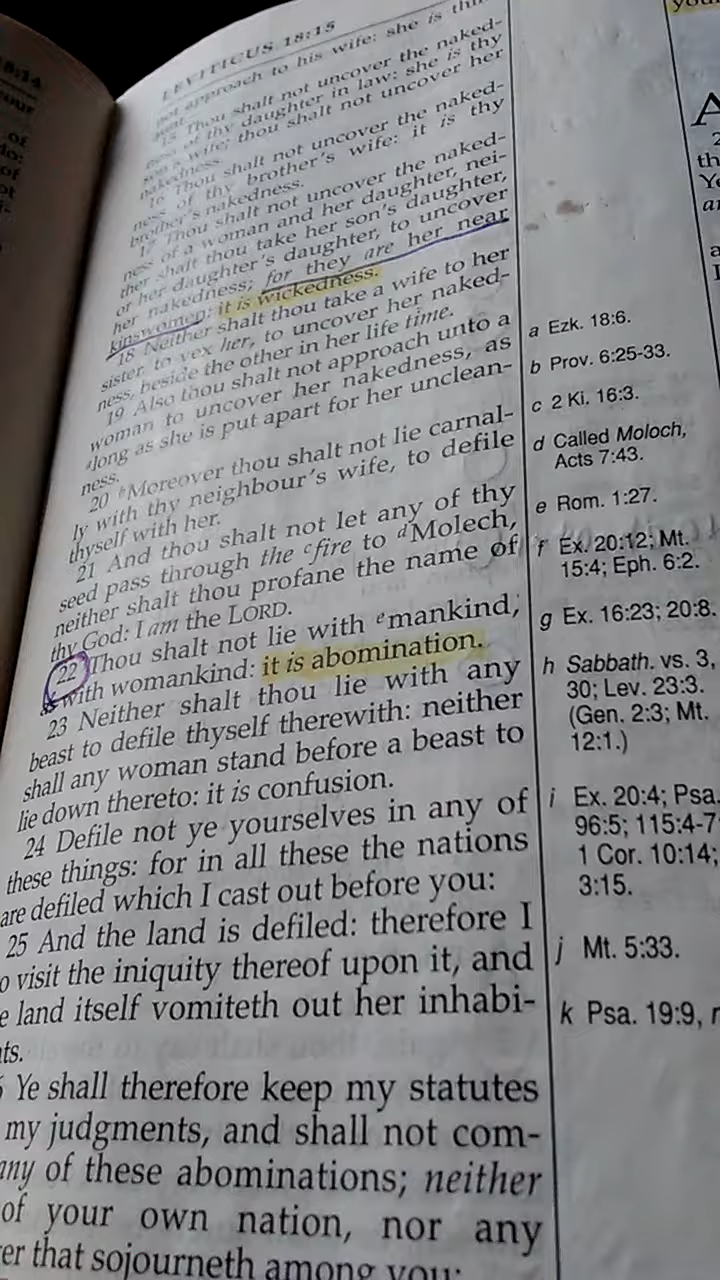 LEVITICUS 18:15
not approach to his wife: she is thine
aunt.
15 Thou shalt not uncover the naked-
ness of thy daughter in law: she is thy
son's wife; thou shalt not uncover her
nakedness.
16 Thou shalt not uncover the naked-
ness of thy brother's wife: it is thy
brother's nakedness.
17 Thou shalt not uncover the naked-
ness of a woman and her daughter, nei-
ther shalt thou take her son's daughter,
or her daughter's daughter, to uncover
her nakedness; for they are her near
kinswomen: it is wickedness.
18 Neither shalt thou take a wife to her
sister, to vex her, to uncover her naked-
ness, beside the other in her life time.
19 Also thou shalt not approach unto a
woman to uncover her nakedness, as
along as she is put apart for her unclean-
ness.
20 bMoreover thou shalt not lie carnal-
ly with thy neighbour's wife, to defile
thyself with her.
21 And thou shalt not let any of thy
seed pass through the cfire to dMolech,
neither shalt thou profane the name of
thy God: I am the LORD.
22 Thou shalt not lie with emankind,
as with womankind: it is abomination.
23 Neither shalt thou lie with any
beast to defile thyself therewith: neither
shall any woman stand before a beast to
lie down thereto: it is confusion.
24 Defile not ye yourselves in any of
these things: for in all these the nations
are defiled which I cast out before you:
25 And the land is defiled: therefore I
o visit the iniquity thereof upon it, and
e land itself vomiteth out her inhabi-
ts.
Ye shall therefore keep my statutes
my judgments, and shall not com-
any of these abominations; neither
of your own nation, nor any
er that sojourneth among you:
a Ezk. 18:6.
b Prov. 6:25-33.
c 2 Ki. 16:3.
d Called Moloch,
Acts 7:43.
e Rom. 1:27.
f Ex. 20:12; Mt.
15:4; Eph. 6:2.
g Ex. 16:23; 20:8.
h Sabbath. vs. 3,
30; Lev. 23:3.
(Gen. 2:3; Mt.
12:1.)
i Ex. 20:4; Psa.
96:5; 115:4-7
1 Cor. 10:14;
3:15.
j Mt. 5:33.
k Psa. 19:9,